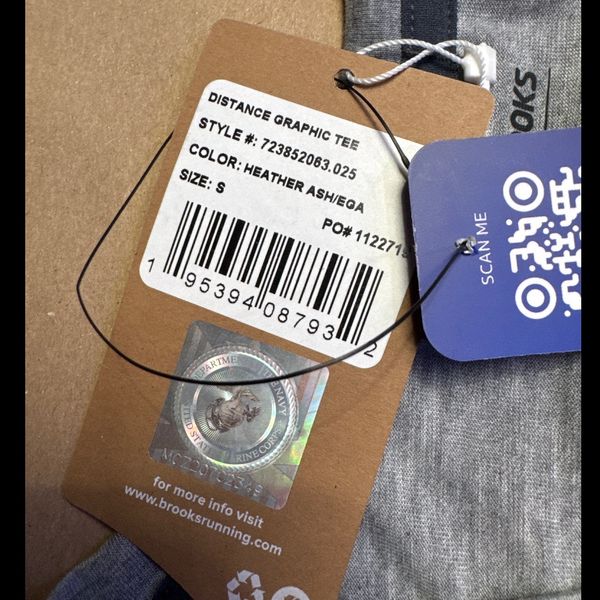 DISTANCE GRAPHIC TEE
STYLE #: 723852063.025
COLOR: HEATHER ASH/EGA
SIZE: S
PO# 112271
1 95394 08793 2
for more info visit
www.brooksrunning.com
SCAN ME
OOKS